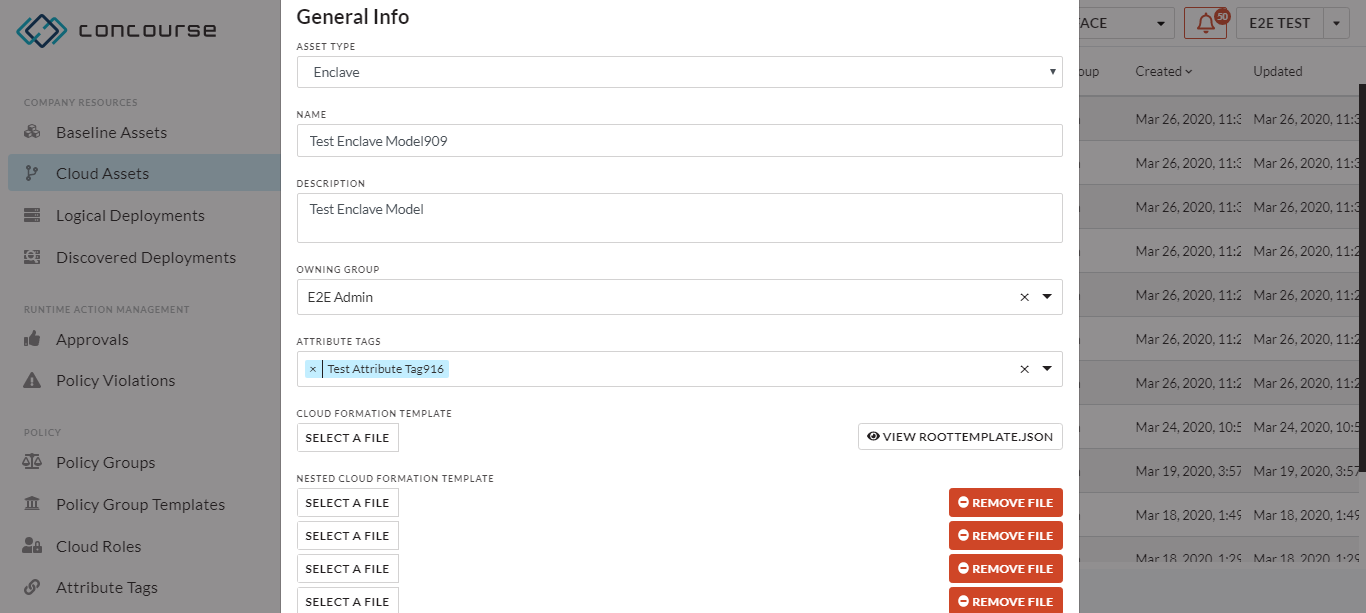 concourse
COMPANY RESOURCES
Baseline Assets
Cloud Assets
Logical Deployments
Discovered Deployments
RUNTIME ACTION MANAGEMENT
Approvals
Policy Violations
POLICY
Policy Groups
Policy Group Templates
Cloud Roles
Attribute Tags
General Info
ASSET TYPE
Enclave
NAME
Test Enclave Model909
DESCRIPTION
Test Enclave Model
OWNING GROUP
E2E Admin
ATTRIBUTE TAGS
× Test Attribute Tag916
CLOUD FORMATION TEMPLATE
SELECT A FILE
VIEW ROOTTEMPLATE.JSON
NESTED CLOUD FORMATION TEMPLATE
SELECT A FILE REMOVE FILE
SELECT A FILE REMOVE FILE
SELECT A FILE REMOVE FILE
SELECT A FILE REMOVE FILE
FACE 50 E2E TEST
oup Created Updated
Mar 26, 2020, 11:3 Mar 26, 2020, 11:3
Mar 26, 2020, 11:3 Mar 26, 2020, 11:3
Mar 26, 2020, 11:3 Mar 26, 2020, 11:3
Mar 26, 2020, 11:2 Mar 26, 2020, 11:2
Mar 26, 2020, 11:2 Mar 26, 2020, 11:2
Mar 26, 2020, 11:2 Mar 26, 2020, 11:2
Mar 26, 2020, 11:2 Mar 26, 2020, 11:2
Mar 24, 2020, 10:5 Mar 24, 2020, 10:5
Mar 19, 2020, 3:57 Mar 19, 2020, 3:57
Mar 18, 2020, 1:49 Mar 18, 2020, 1:49
Mar 18, 2020, 1:29 Mar 18, 2020, 1:29